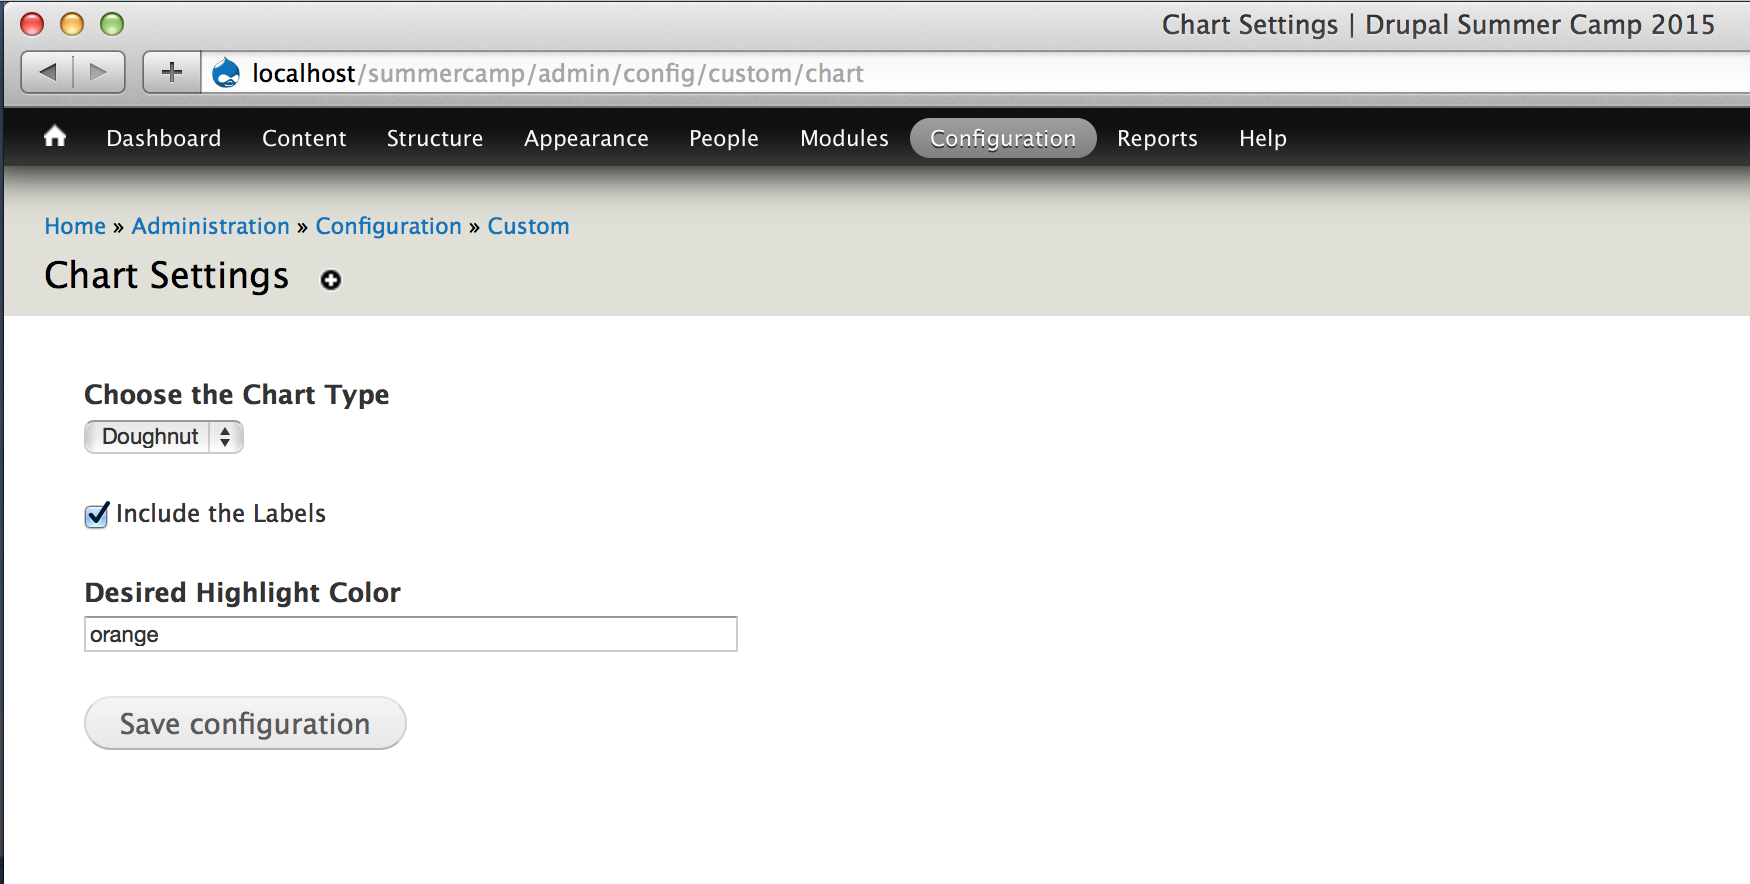 Chart Settings | Drupal Summer Camp 2015
localhost/summercamp/admin/config/custom/chart
Dashboard Content Structure Appearance People Modules Configuration Reports Help
Home » Administration » Configuration » Custom
Chart Settings
Choose the Chart Type
Doughnut
Include the Labels
Desired Highlight Color
orange
Save configuration